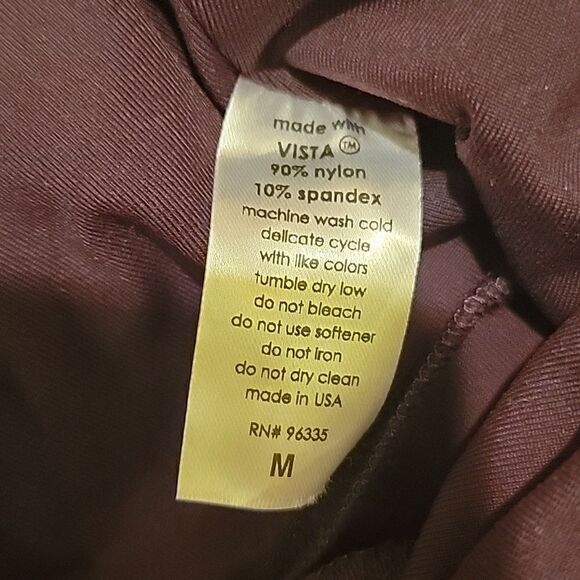 made with
VISTA™
90% nylon
10% spandex
machine wash cold
delicate cycle
with like colors
tumble dry low
do not bleach
do not use softener
do not iron
do not dry clean
made in USA
RN# 96335
M